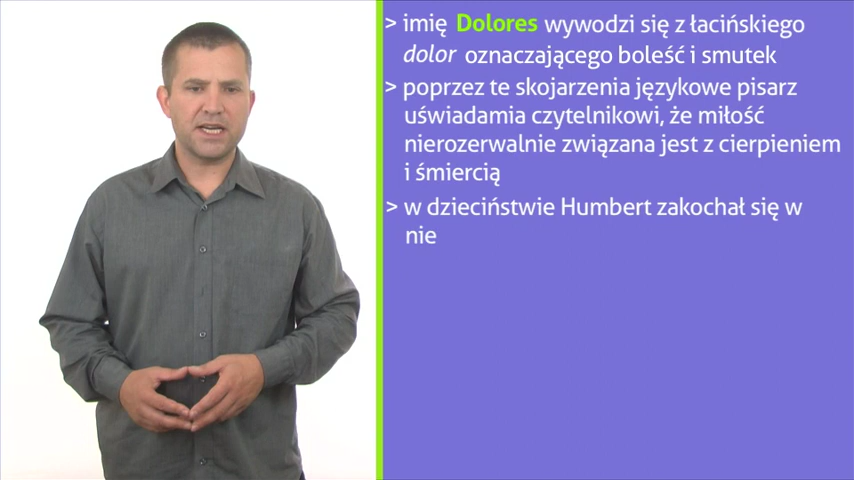 > imię Dolores wywodzi się z łacińskiego
dolor oznaczającego boleść i smutek
> poprzez te skojarzenia językowe pisarz
uświadamia czytelnikowi, że miłość
nierozerwalnie związana jest z cierpieniem
i śmiercią
> w dzieciństwie Humbert zakochał się w
nie